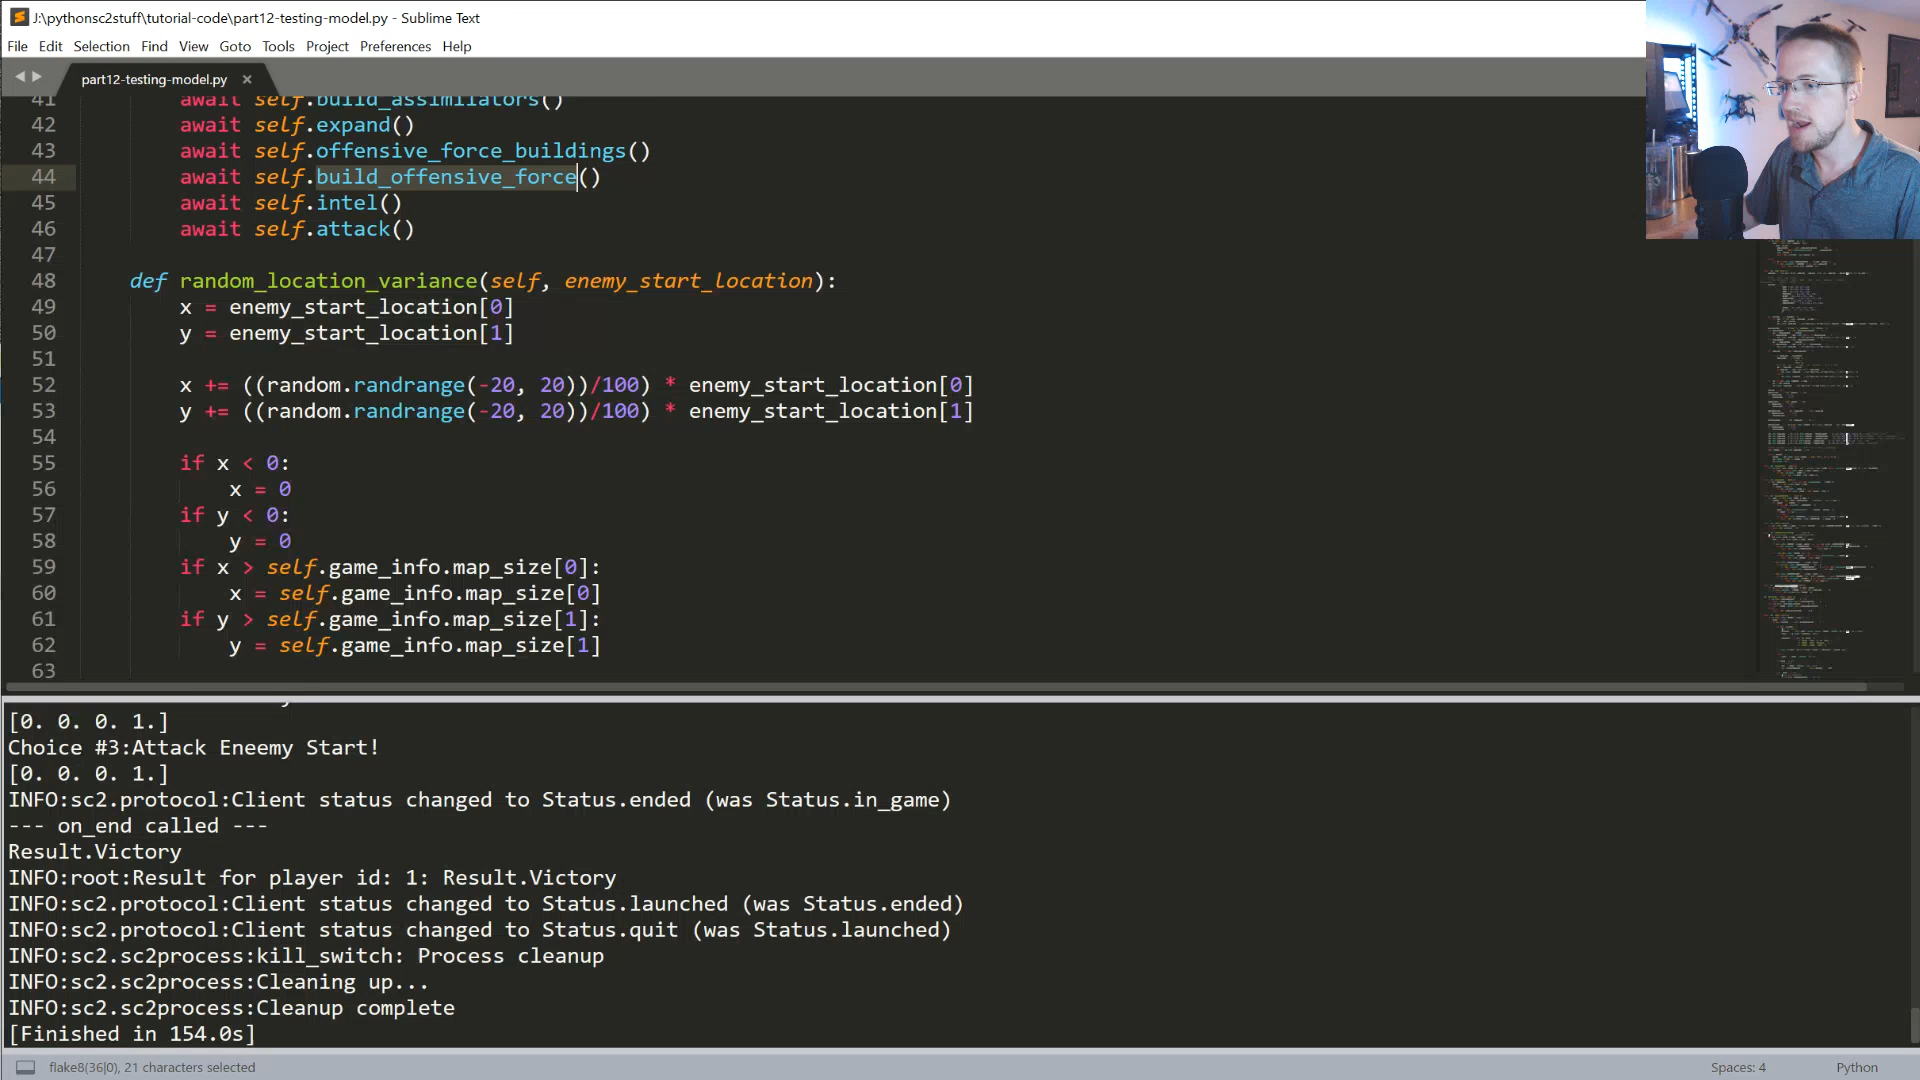 J:\pythonsc2stuff\tutorial-code\part12-testing-model.py - Sublime Text
File Edit Selection Find View Goto Tools Project Preferences Help
part12-testing-model.py ×
41 await self.build_assimilators()
42 await self.expand()
43 await self.offensive_force_buildings()
44 await self.build_offensive_force()
45 await self.intel()
46 await self.attack()
47
48 def random_location_variance(self, enemy_start_location):
49 x = enemy_start_location[0]
50 y = enemy_start_location[1]
51
52 x += ((random.randrange(-20, 20))/100) * enemy_start_location[0]
53 y += ((random.randrange(-20, 20))/100) * enemy_start_location[1]
54
55 if x < 0:
56 x = 0
57 if y < 0:
58 y = 0
59 if x > self.game_info.map_size[0]:
60 x = self.game_info.map_size[0]
61 if y > self.game_info.map_size[1]:
62 y = self.game_info.map_size[1]
63
[0. 0. 0. 1.]
Choice #3:Attack Eneemy Start!
[0. 0. 0. 1.]
INFO:sc2.protocol:Client status changed to Status.ended (was Status.in_game)
--- on_end called ---
Result.Victory
INFO:root:Result for player id: 1: Result.Victory
INFO:sc2.protocol:Client status changed to Status.launched (was Status.ended)
INFO:sc2.protocol:Client status changed to Status.quit (was Status.launched)
INFO:sc2.sc2process:kill_switch: Process cleanup
INFO:sc2.sc2process:Cleaning up...
INFO:sc2.sc2process:Cleanup complete
[Finished in 154.0s]
flake8(36|0), 21 characters selected Spaces: 4 Python